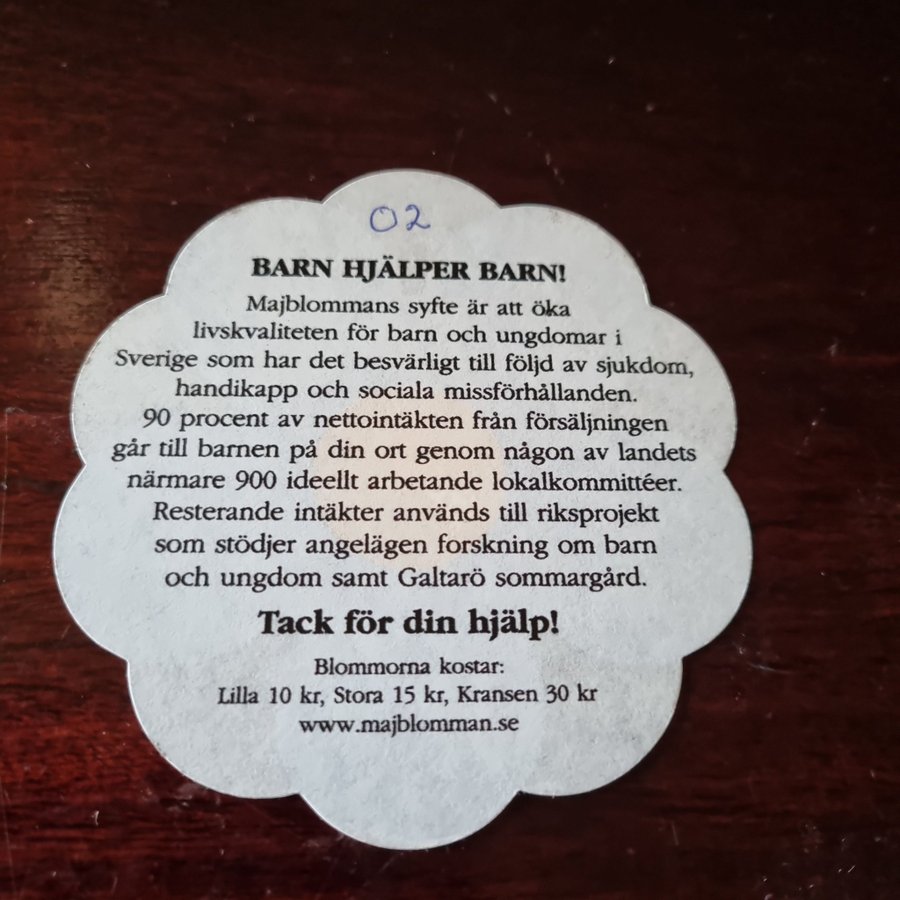 02
BARN HJÄLPER BARN!
Majblommans syfte är att öka
livskvaliteten för barn och ungdomar i
Sverige som har det besvärligt till följd av sjukdom,
handikapp och sociala missförhållanden.
90 procent av nettointäkten från försäljningen
går till barnen på din ort genom någon av landets
närmare 900 ideellt arbetande lokalkommittéer.
Resterande intäkter används till riksprojekt
som stödjer angelägen forskning om barn
och ungdom samt Galtarö sommargård.
Tack för din hjälp!
Blommorna kostar:
Lilla 10 kr, Stora 15 kr, Kransen 30 kr
www.majblomman.se